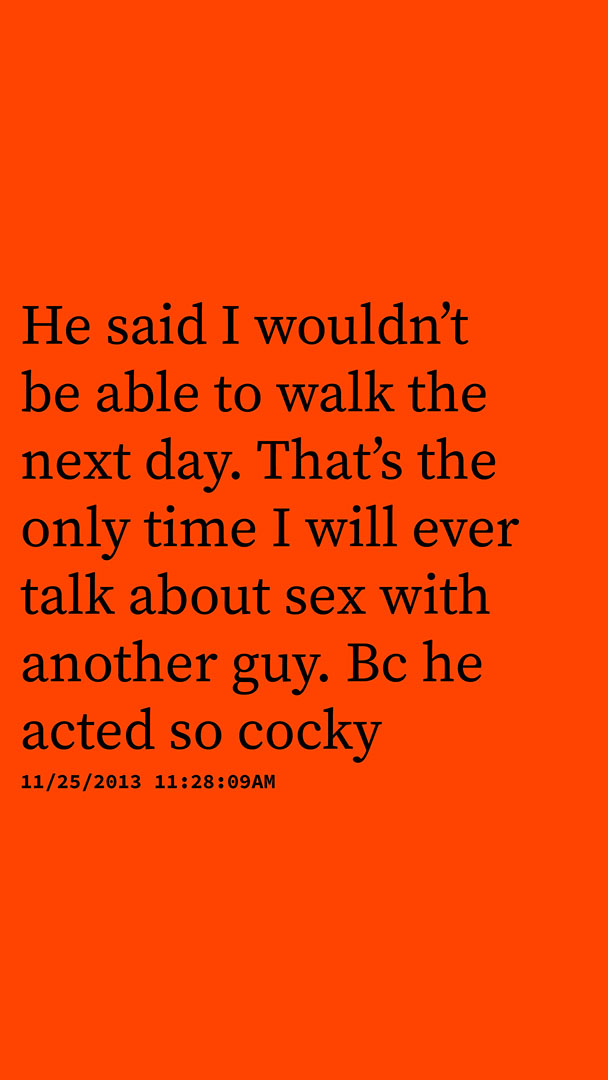 He said I wouldn’t
be able to walk the
next day. That’s the
only time I will ever
talk about sex with
another guy. Bc he
acted so cocky
11/25/2013 11:28:09AM